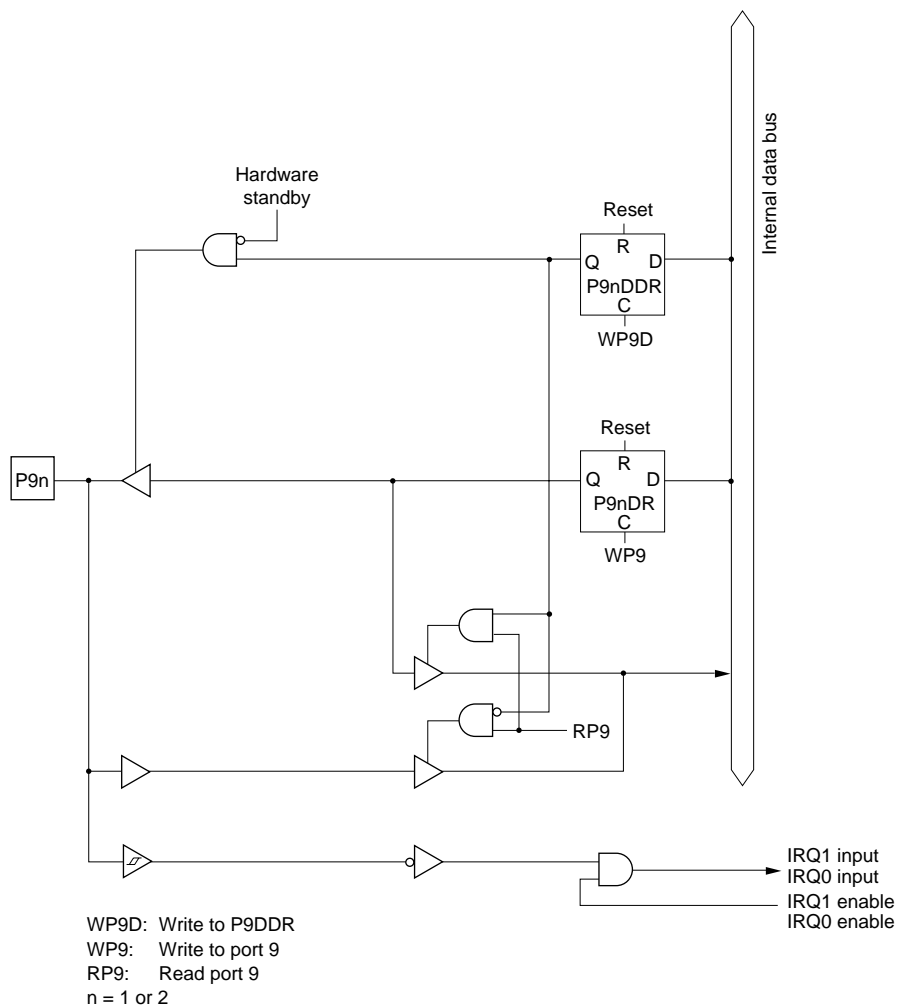 Internal data bus
Hardware
standby
Reset
R
Q D
P9nDDR
C
WP9D
Reset
P9n
R
Q D
P9nDR
C
WP9
RP9
IRQ1 input
IRQ0 input
IRQ1 enable
IRQ0 enable
WP9D: Write to P9DDR
WP9: Write to port 9
RP9: Read port 9
n = 1 or 2